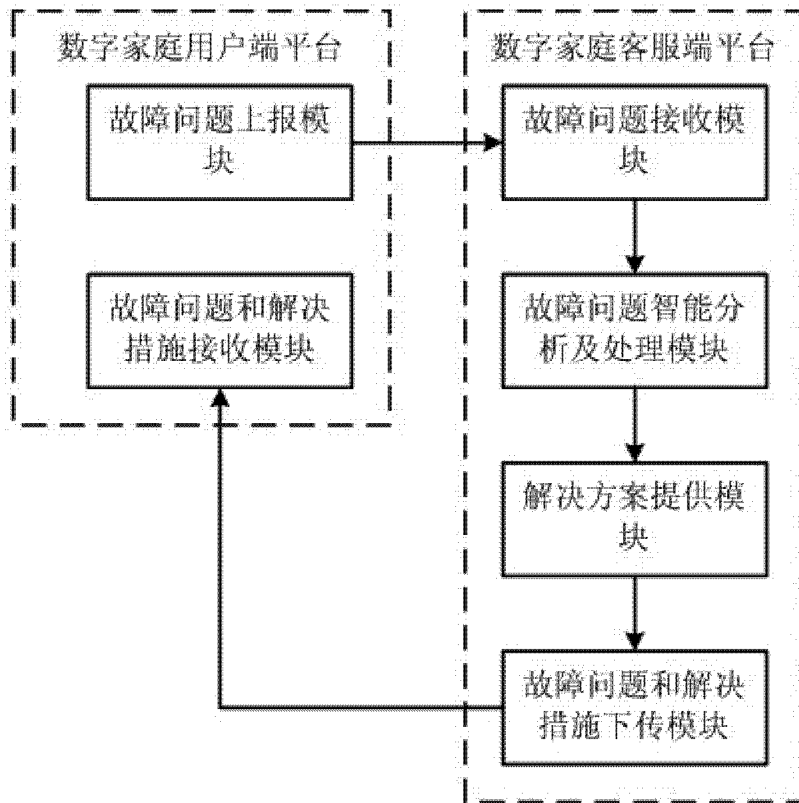 数字家庭用户端平台
故障问题上报模
块
故障问题和解决
措施接收模块
数字家庭客服端平台
故障问题接收模
块
故障问题智能分
析及处理模块
解决方案提供模
块
故障问题和解决
措施下传模块